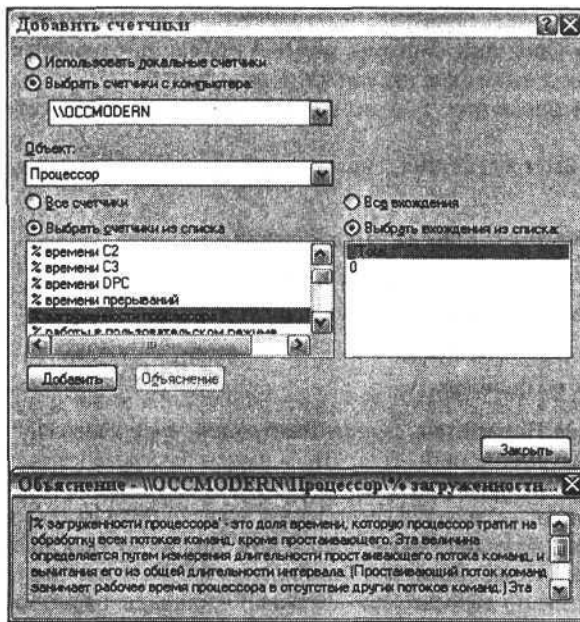 Добавить счетчики
Использовать локальные счетчики
Выбрать счетчики с компьютера:
\\OCCMODERN
Объект:
Процессор
Все счетчики
Все вхождения
Выбрать счетчики из списка
Выбрать вхождения из списка:
% времени C2
% времени C3
% времени DPC
% времени прерываний
% загруженности процессора
% работы в пользовательском режиме
_Total
0
Добавить
Объяснение
Закрыть
Объяснение - \\OCCMODERN\Процессор\% загруженности...
'% загруженности процессора' - это доля времени, которую процессор тратит на
обработку всех потоков команд, кроме простаивающего. Эта величина
определяется путем измерения длительности простаивающего потока команд, и
вычитания его из общей длительности интервала. (Простаивающий поток команд
занимает рабочее время процессора в отсутствие других потоков команд.) Эта